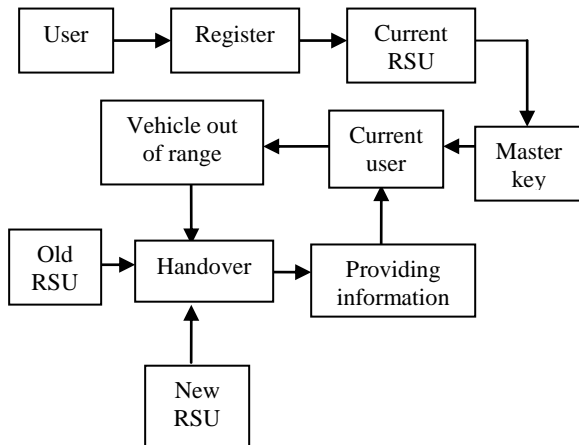 User
Register
Current
RSU
Vehicle out
of range
Current
user
Master
key
Old
RSU
Handover
Providing
information
New
RSU